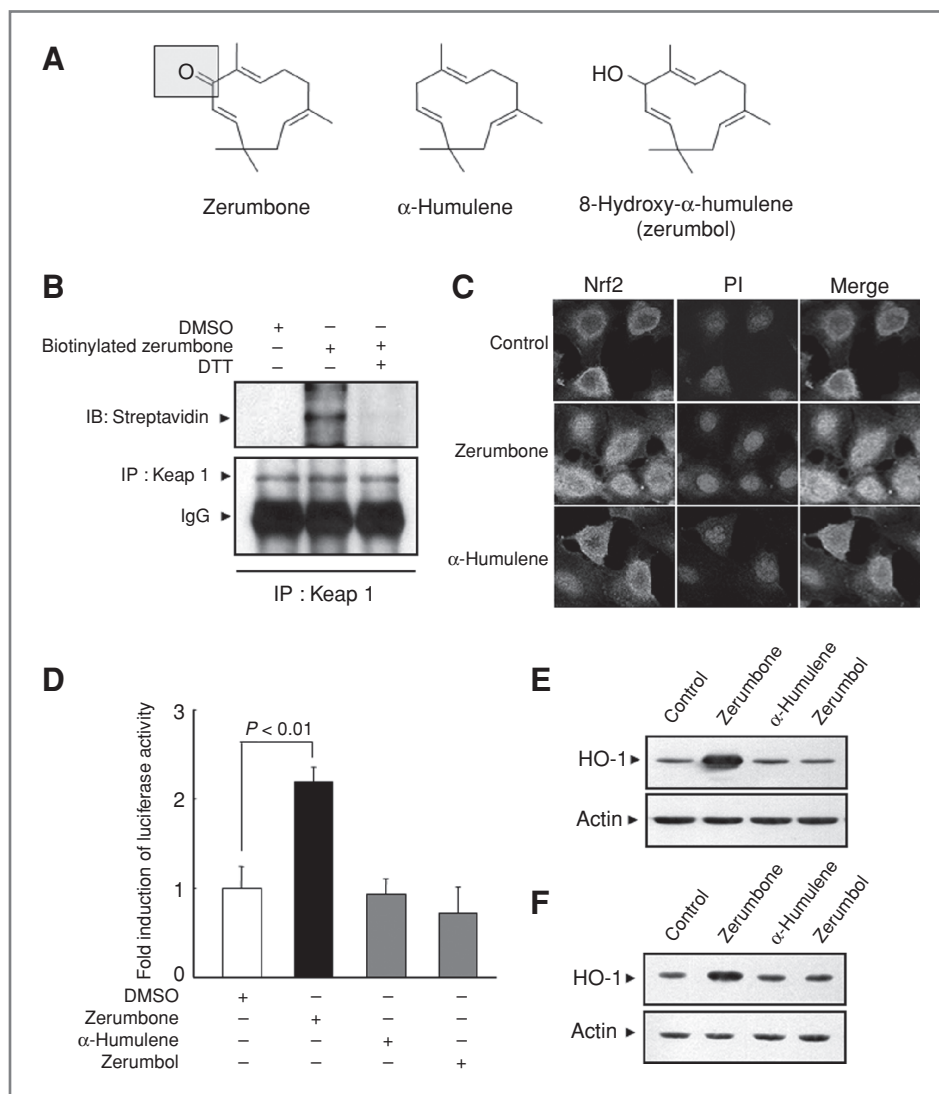 A
O
HO
Zerumbone
α-Humulene
8-Hydroxy-α-humulene
(zerumbol)
B
DMSO + – –
Biotinylated zerumbone – + +
DTT – – +
IB: Streptavidin
IP : Keap 1
IgG
IP : Keap 1
C
Nrf2 PI Merge
Control
Zerumbone
α-Humulene
D
Fold induction of luciferase activity
3
2
1
0
P < 0.01
DMSO + – – –
Zerumbone – + – –
α-Humulene – – + –
Zerumbol – – – +
E
Control Zerumbone α-Humulene Zerumbol
HO-1
Actin
F
Control Zerumbone α-Humulene Zerumbol
HO-1
Actin